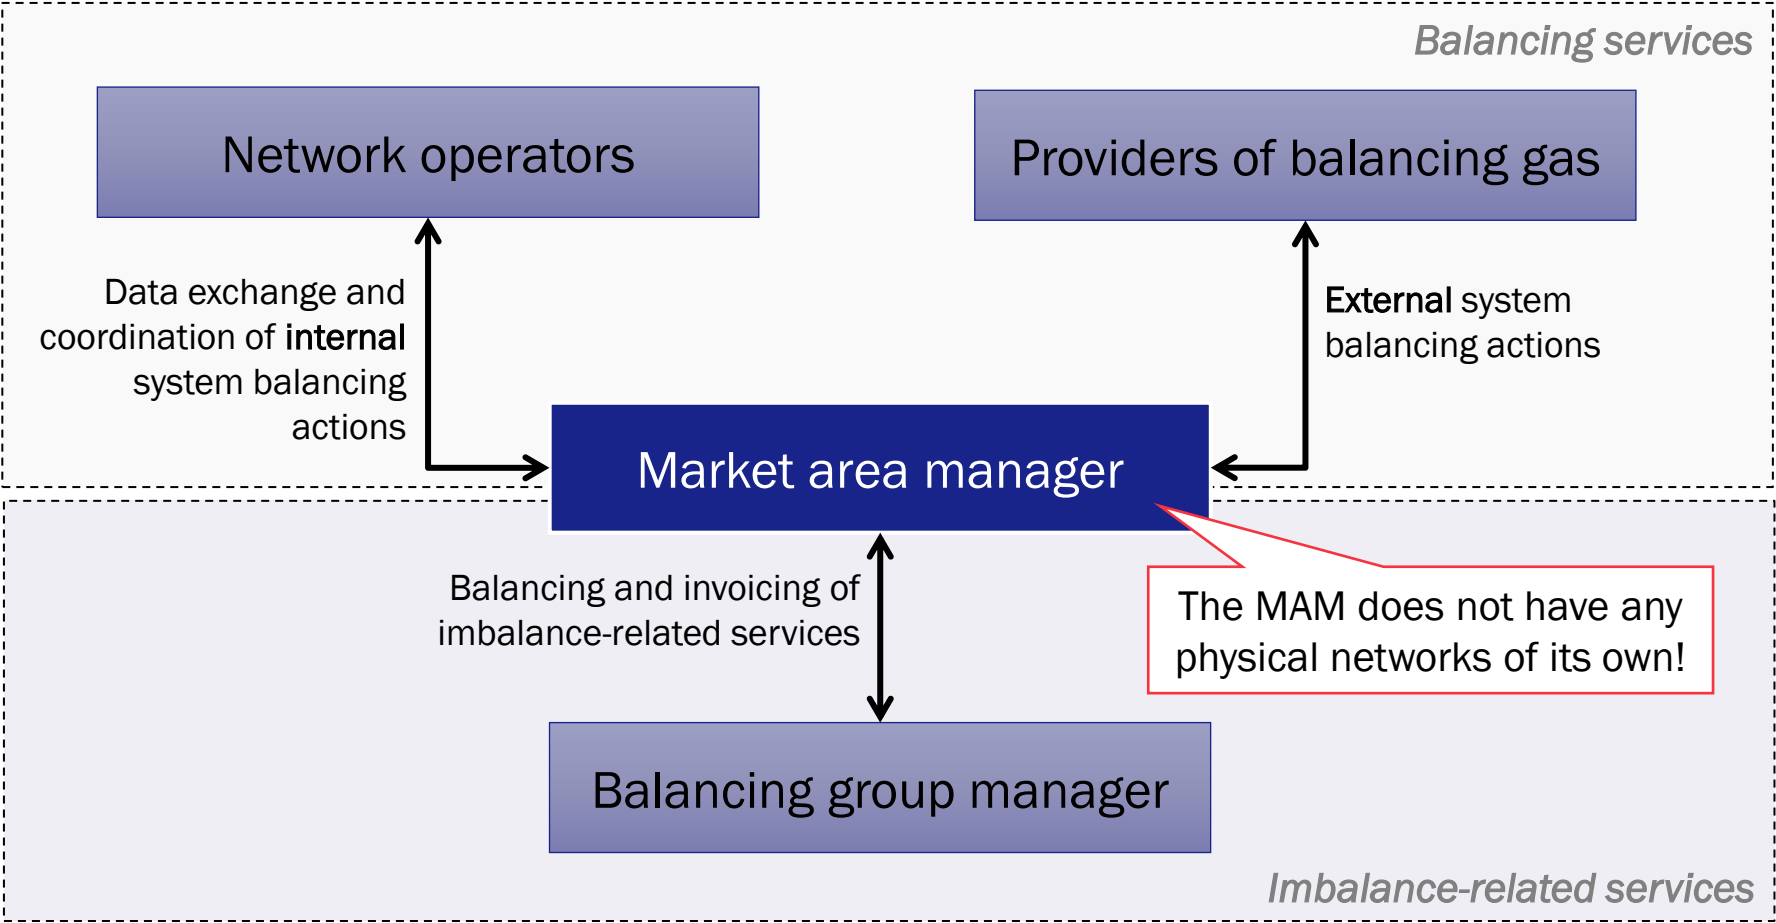 Balancing services
Network operators
Providers of balancing gas
Data exchange and
coordination of internal
system balancing
actions
External system
balancing actions
Market area manager
Balancing and invoicing of
imbalance-related services
The MAM does not have any
physical networks of its own!
Balancing group manager
Imbalance-related services